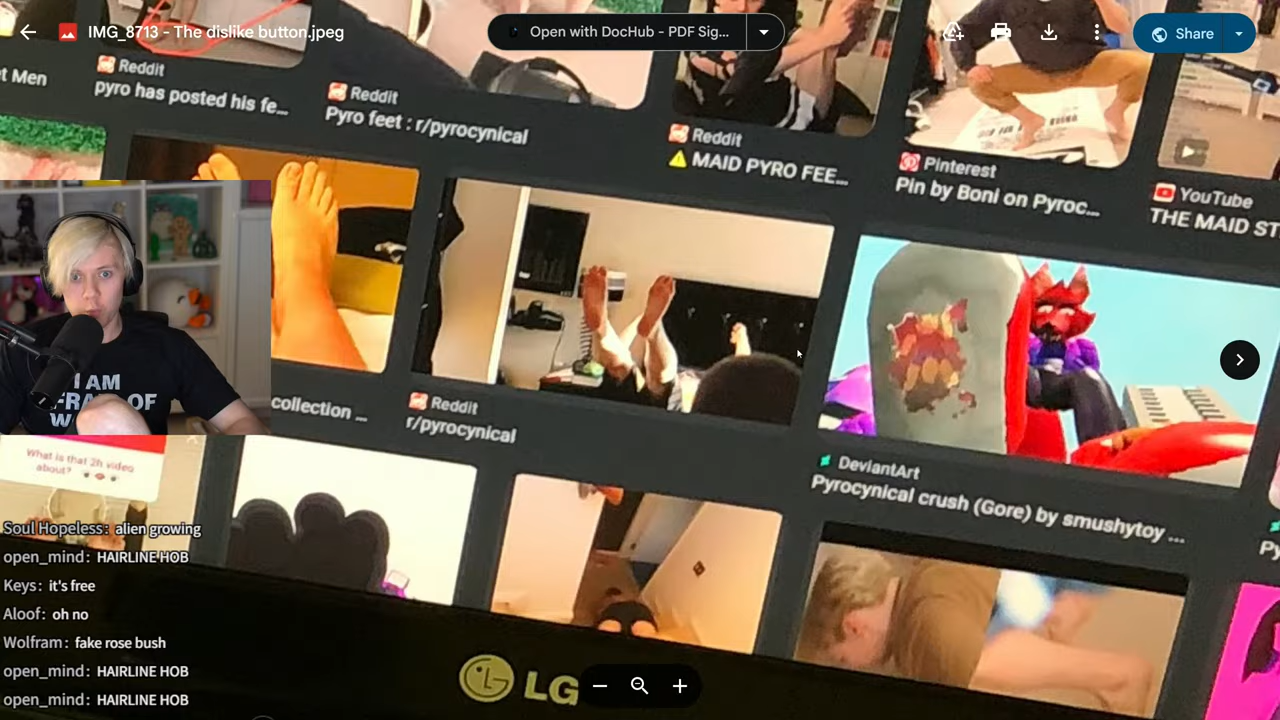 IMG_8713 - The dislike button.jpeg
Open with DocHub - PDF Sig...
Share
t Men
Reddit
pyro has posted his fe...
Reddit
Pyro feet : r/pyrocynical
Reddit
MAID PYRO FEE...
Pinterest
Pin by Boni on Pyroc...
YouTube
THE MAID ST
I AM
AFRAID OF
collection ...
Reddit
r/pyrocynical
DeviantArt
Pyrocynical crush (Gore) by smushytoy ...
What is that 2h video
about?
Soul Hopeless: alien growing
open_mind: HAIRLINE HOB
Keys: it's free
Aloof: oh no
Wolfram: fake rose bush
open_mind: HAIRLINE HOB
open_mind: HAIRLINE HOB
LG